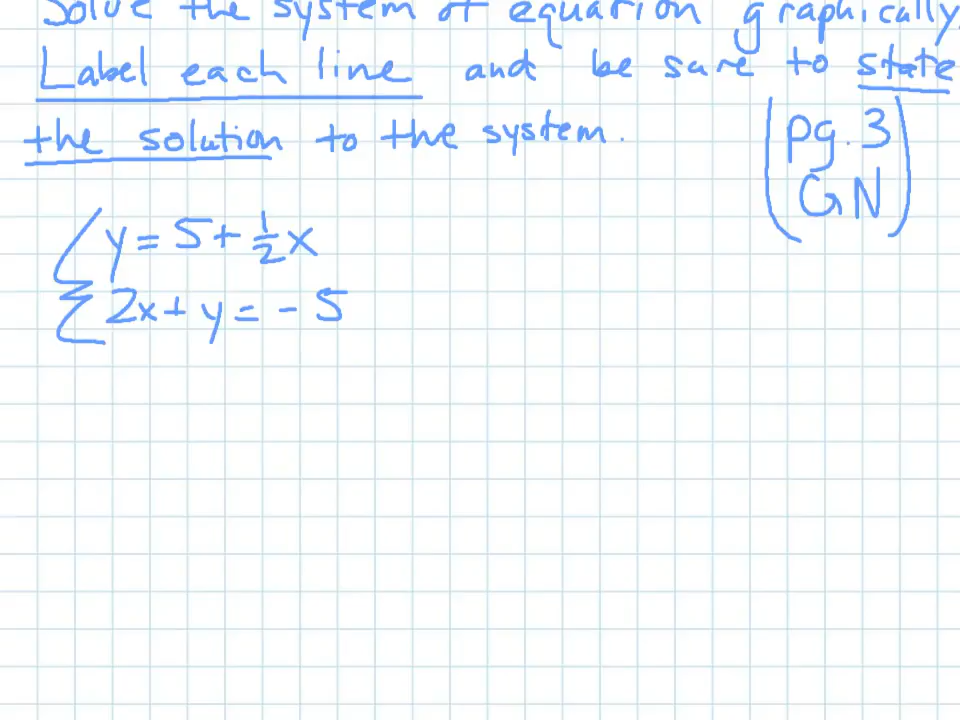 Solve the system of equation graphically.
Label each line and be sure to state
the solution to the system.
(pg. 3
GN)
y = 5 + 1/2 x
2x + y = - 5